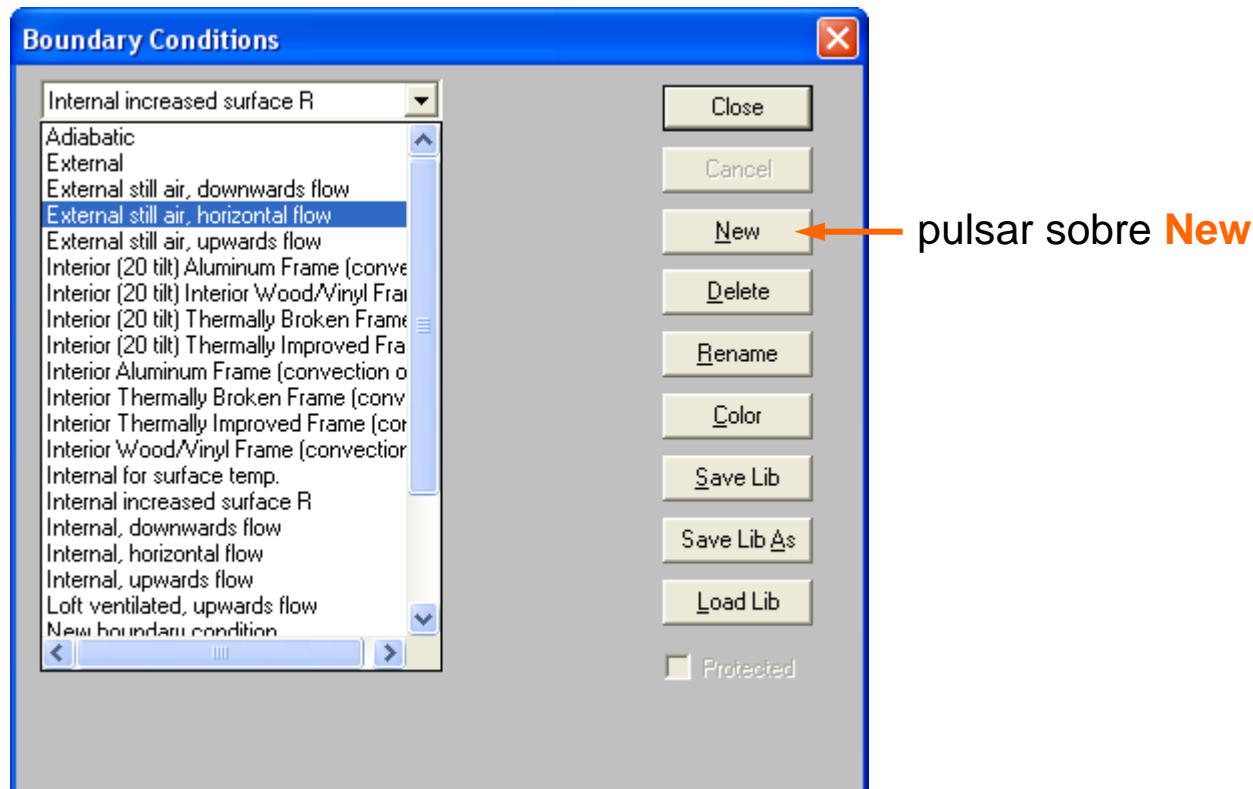 Boundary Conditions
Internal increased surface R
Adiabatic
External
External still air, downwards flow
External still air, horizontal flow
External still air, upwards flow
Interior (20 tilt) Aluminum Frame (conve
Interior (20 tilt) Interior Wood/Vinyl Frai
Interior (20 tilt) Thermally Broken Frame
Interior (20 tilt) Thermally Improved Fra
Interior Aluminum Frame (convection o
Interior Thermally Broken Frame (conv
Interior Thermally Improved Frame (cor
Interior Wood/Vinyl Frame (convection
Internal for surface temp.
Internal increased surface R
Internal, downwards flow
Internal, horizontal flow
Internal, upwards flow
Loft ventilated, upwards flow
New boundary condition
Close
Cancel
New
Delete
Rename
Color
Save Lib
Save Lib As
Load Lib
Protected
pulsar sobre New